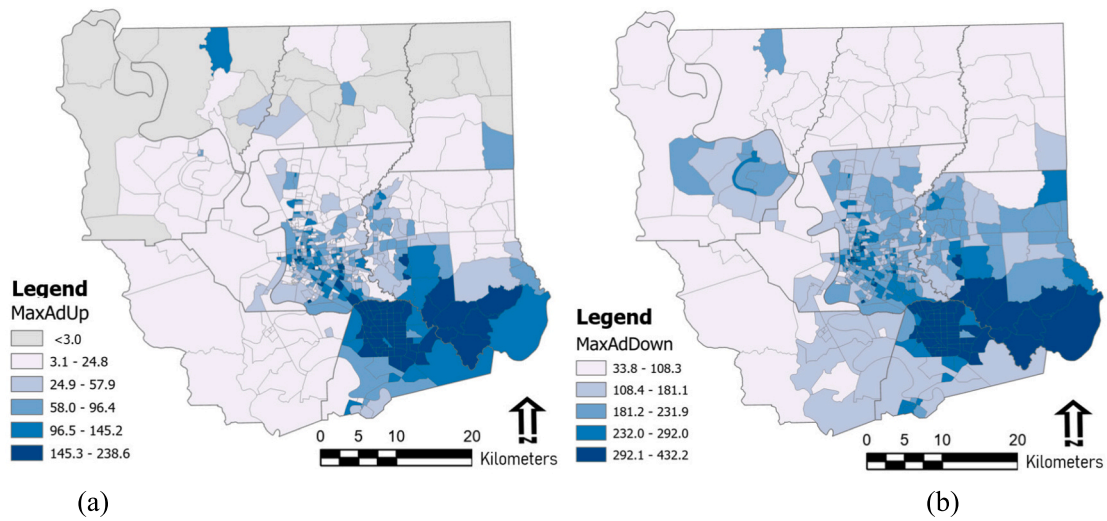 Legend
MaxAdUp
<3.0
3.1 - 24.8
24.9 - 57.9
58.0 - 96.4
96.5 - 145.2
145.3 - 238.6
N
0 5 10 20
Kilometers
(a)
Legend
MaxAdDown
33.8 - 108.3
108.4 - 181.1
181.2 - 231.9
232.0 - 292.0
292.1 - 432.2
N
0 5 10 20
Kilometers
(b)